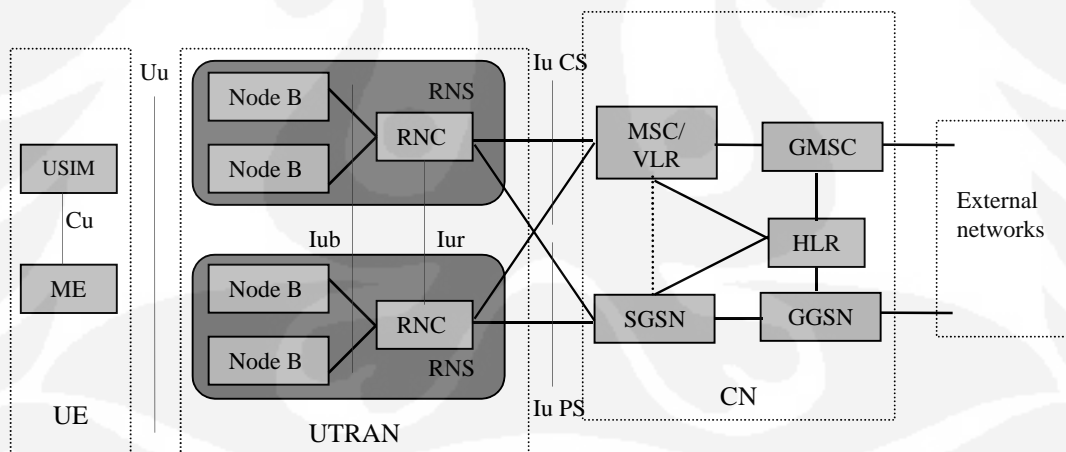 Uu
Iu CS
Node B
RNS
RNC
Node B
USIM
Cu
ME
UE
Iub
Iur
Node B
RNC
Node B
RNS
UTRAN
Iu PS
MSC/
VLR
GMSC
HLR
SGSN
GGSN
CN
External
networks